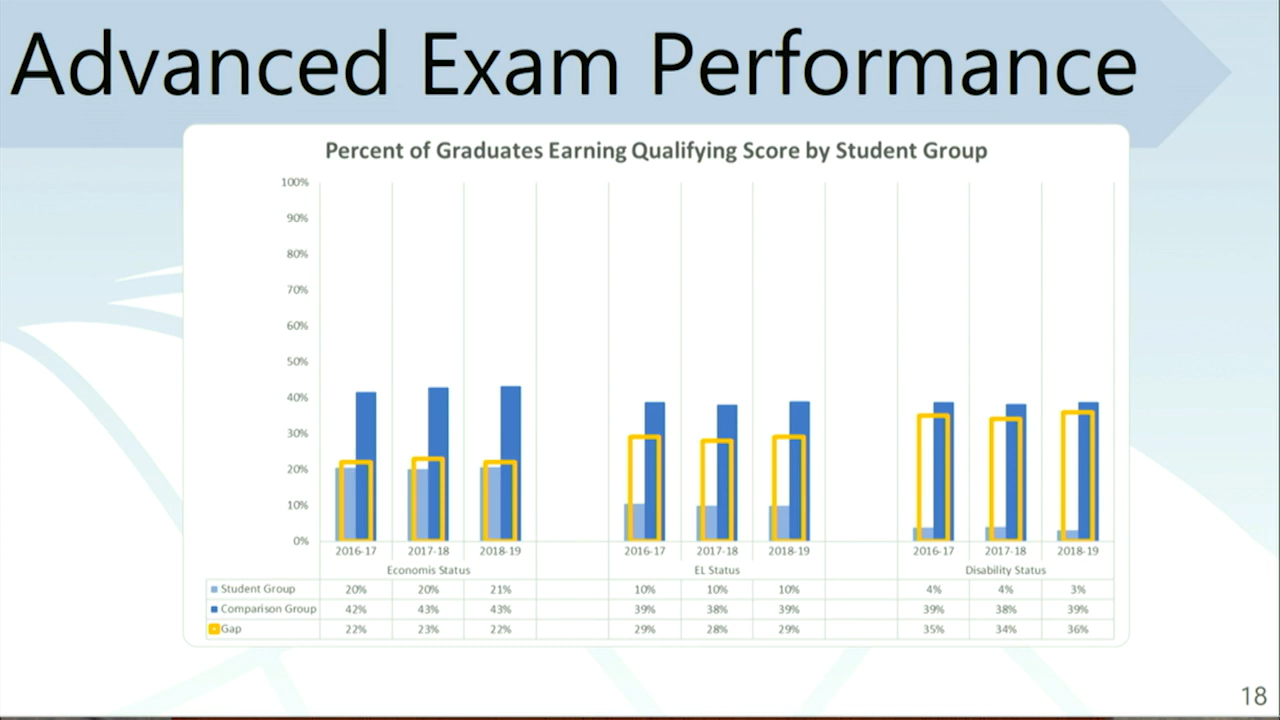 Advanced Exam Performance
Percent of Graduates Earning Qualifying Score by Student Group
100%
90%
80%
70%
60%
50%
40%
30%
20%
10%
0%
2016-17 2017-18 2018-19 2016-17 2017-18 2018-19 2016-17 2017-18 2018-19
Economis Status EL Status Disability Status
Student Group 20% 20% 21% 10% 10% 10% 4% 4% 3%
Comparison Group 42% 43% 43% 39% 38% 39% 39% 38% 39%
Gap 22% 23% 22% 29% 28% 29% 35% 34% 36%
18